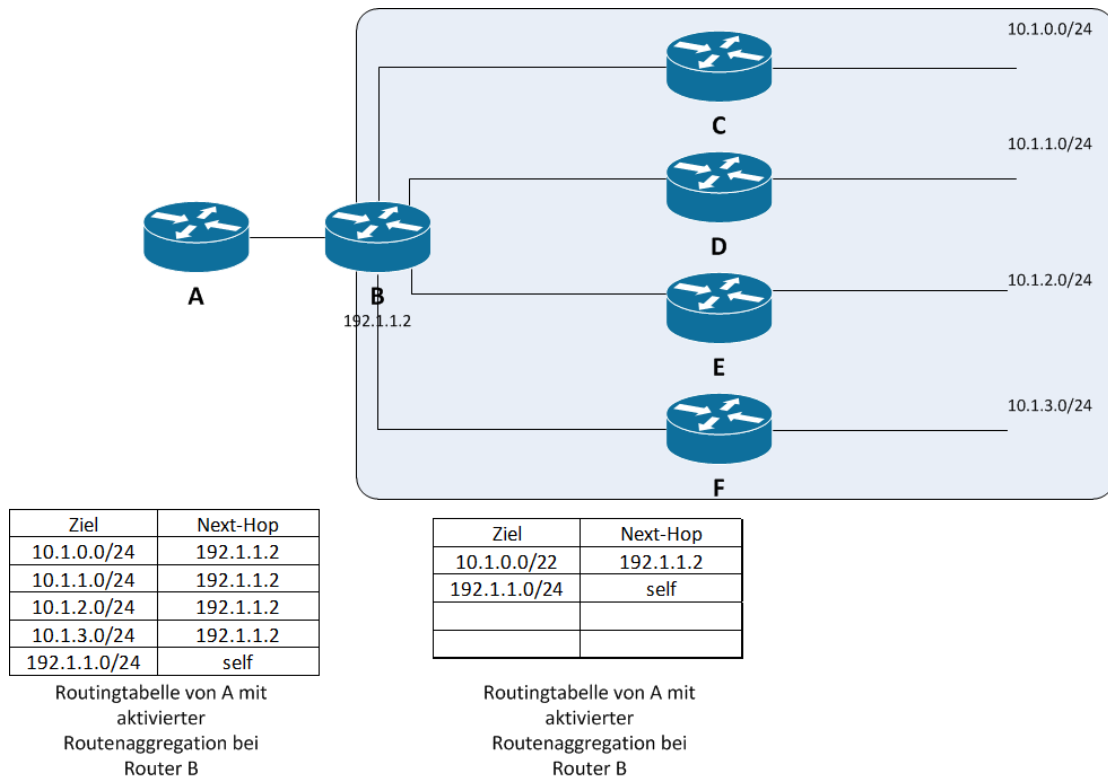 10.1.0.0/24
C
10.1.1.0/24
D
A
B
192.1.1.2
10.1.2.0/24
E
10.1.3.0/24
F
Ziel Next-Hop
10.1.0.0/24 192.1.1.2
10.1.1.0/24 192.1.1.2
10.1.2.0/24 192.1.1.2
10.1.3.0/24 192.1.1.2
192.1.1.0/24 self
Routingtabelle von A mit
aktivierter
Routenaggregation bei
Router B
Ziel Next-Hop
10.1.0.0/22 192.1.1.2
192.1.1.0/24 self
Routingtabelle von A mit
aktivierter
Routenaggregation bei
Router B